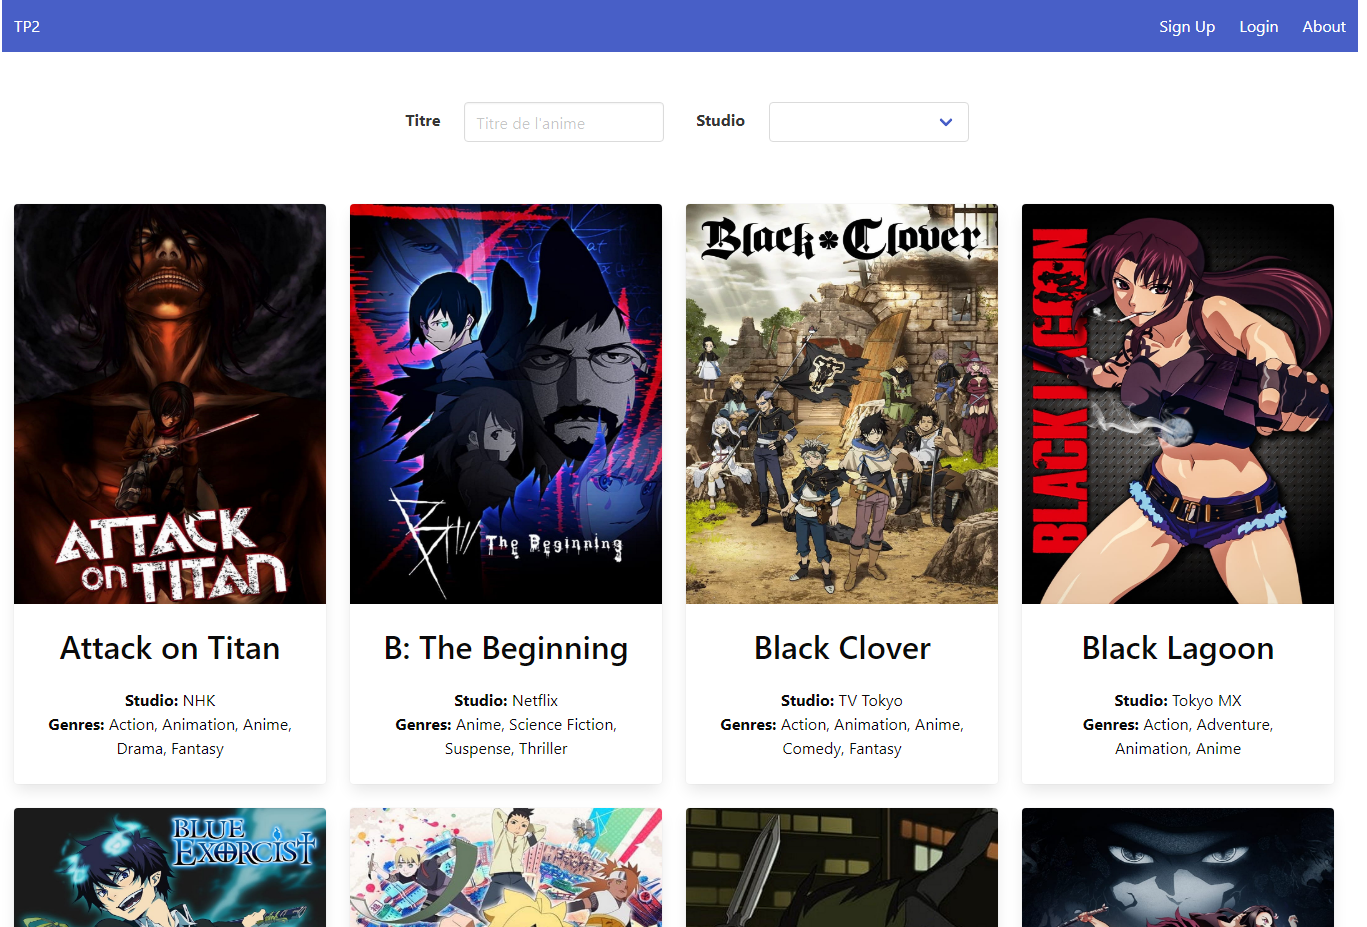 TP2
Sign Up Login About
Titre Titre de l'anime Studio
ATTACK
on TITAN
B: The Beginning
Black Clover
BLACK LAGOON
Attack on Titan
Studio: NHK
Genres: Action, Animation, Anime,
Drama, Fantasy
B: The Beginning
Studio: Netflix
Genres: Anime, Science Fiction,
Suspense, Thriller
Black Clover
Studio: TV Tokyo
Genres: Action, Animation, Anime,
Comedy, Fantasy
Black Lagoon
Studio: Tokyo MX
Genres: Action, Adventure,
Animation, Anime
BLUE
EXORCIST